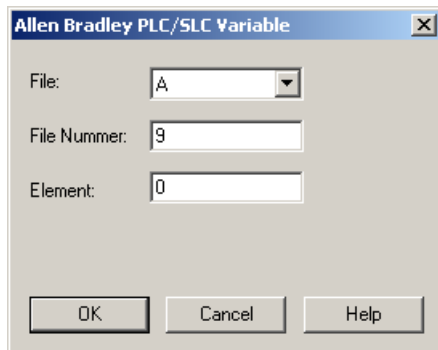 Allen Bradley PLC/SLC Variable
File: A
File Nummer: 9
Element: 0
OK Cancel Help